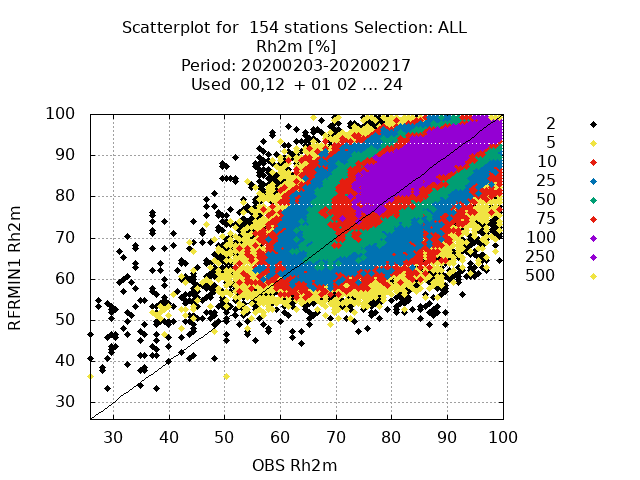 Scatterplot for 154 stations Selection: ALL
Rh2m [%]
Period: 20200203-20200217
Used 00,12 + 01 02 ... 24
100
90
80
70
60
50
40
30
RFRMIN1 Rh2m
30 40 50 60 70 80 90 100
OBS Rh2m
2
5
10
25
50
75
100
250
500